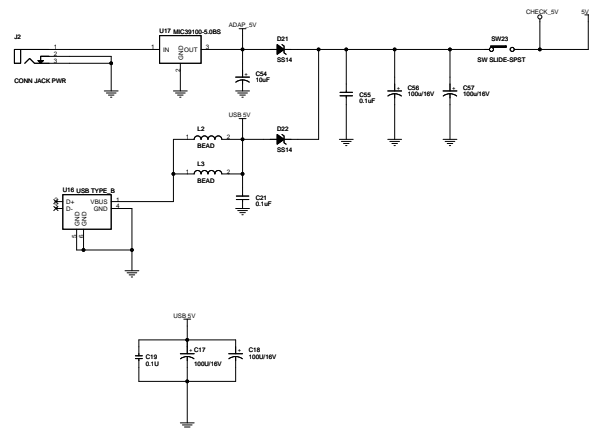 CHECK_5V
5V
J2
U17 MIC39100-5.0BS
ADAP_5V
D21
SW23
1
2
3
1
IN
OUT
3
GND
2
SS14
SW SLIDE-SPST
CONN JACK PWR
+
C54
10uF
C55
0.1uF
+
C56
100u/16V
+
C57
100u/16V
USB 5V
L2
1
2
BEAD
D22
SS14
L3
1
2
BEAD
U16 USB TYPE_B
D+
D-
VBUS
GND
1
4
GND
GND
5
6
C21
0.1uF
USB 5V
C19
0.1U
+
C17
100U/16V
+
C18
100U/16V